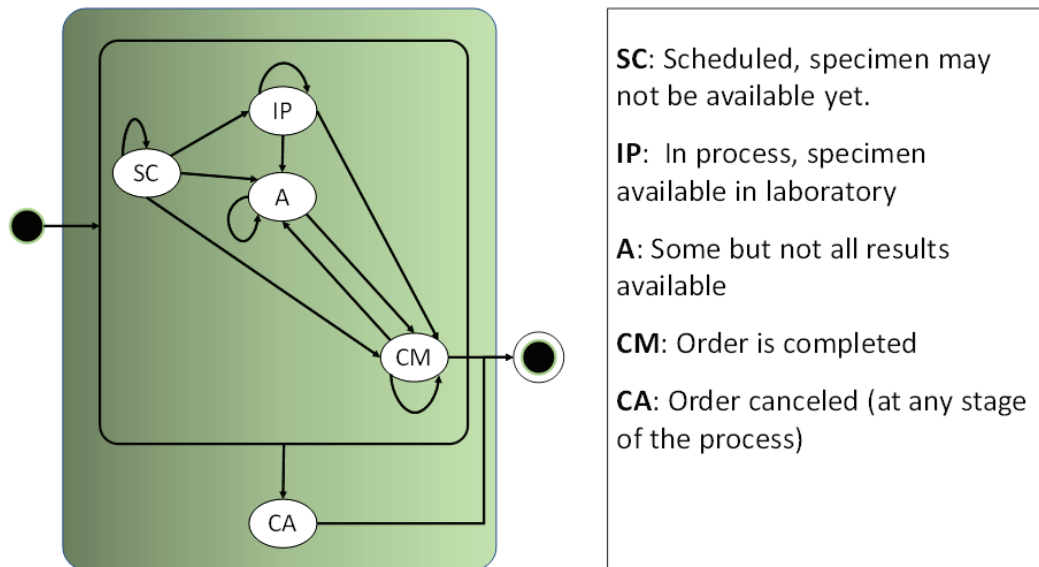 IP
SC
A
CM
CA
SC: Scheduled, specimen may
not be available yet.
IP: In process, specimen
available in laboratory
A: Some but not all results
available
CM: Order is completed
CA: Order canceled (at any stage
of the process)